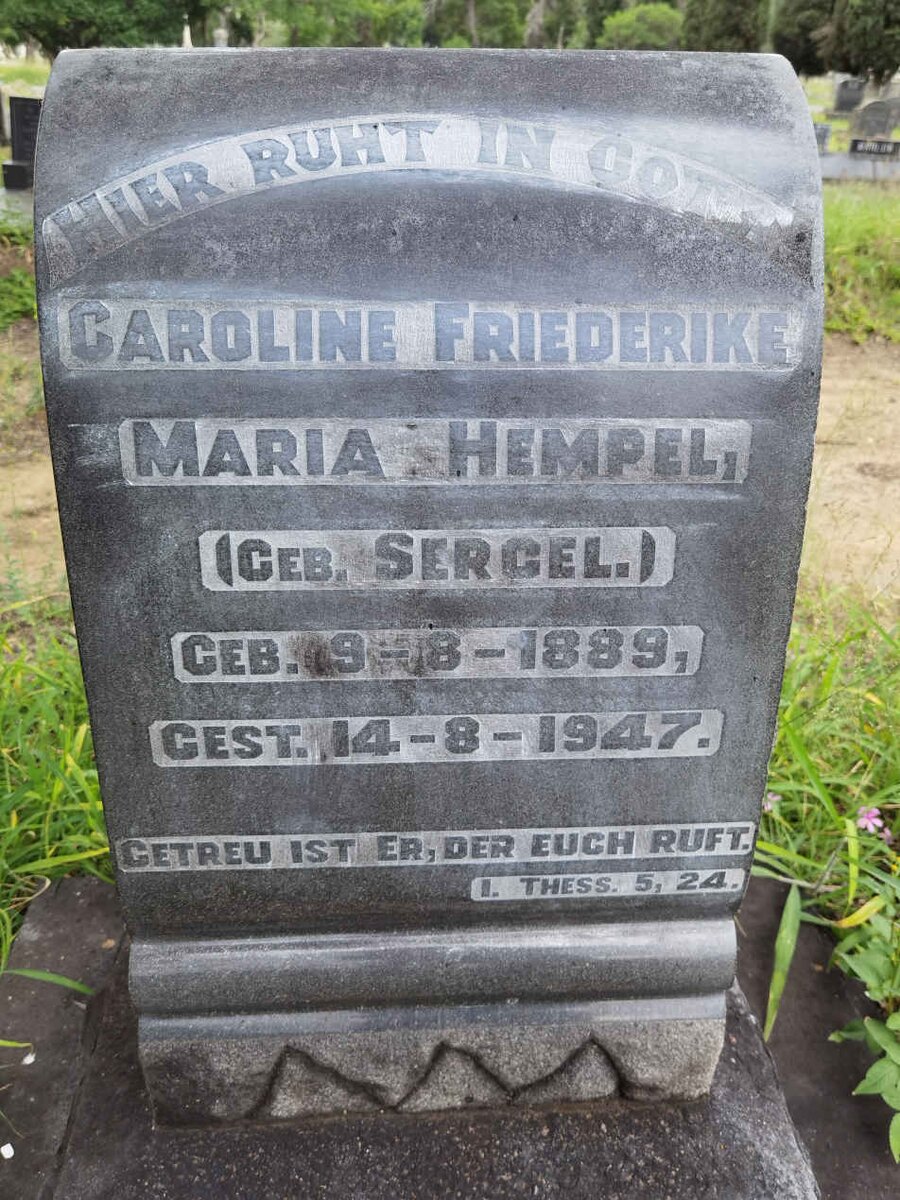 HIER RUHT IN GOTT
CAROLINE FRIEDERIKE
MARIA HEMPEL,
(GEB. SERGEL.)
GEB. 9-8-1889,
GEST. 14-8-1947.
GETREU IST ER, DER EUCH RUFT.
I. THESS. 5, 24.